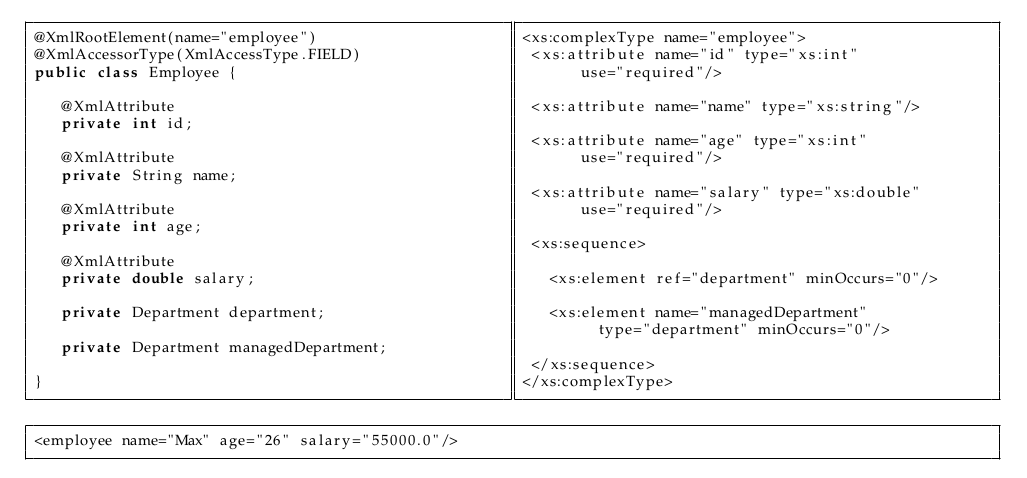 @XmlRootElement(name="employee")
@XmlAccessorType(XmlAccessType.FIELD)
public class Employee {
@XmlAttribute
private int id;
@XmlAttribute
private String name;
@XmlAttribute
private int age;
@XmlAttribute
private double salary;
private Department department;
private Department managedDepartment;
}
<xs:complexType name="employee">
<xs:attribute name="id" type="xs:int"
use="required"/>
<xs:attribute name="name" type="xs:string"/>
<xs:attribute name="age" type="xs:int"
use="required"/>
<xs:attribute name="salary" type="xs:double"
use="required"/>
<xs:sequence>
<xs:element ref="department" minOccurs="0"/>
<xs:element name="managedDepartment"
type="department" minOccurs="0"/>
</xs:sequence>
</xs:complexType>
<employee name="Max" age="26" salary="55000.0"/>